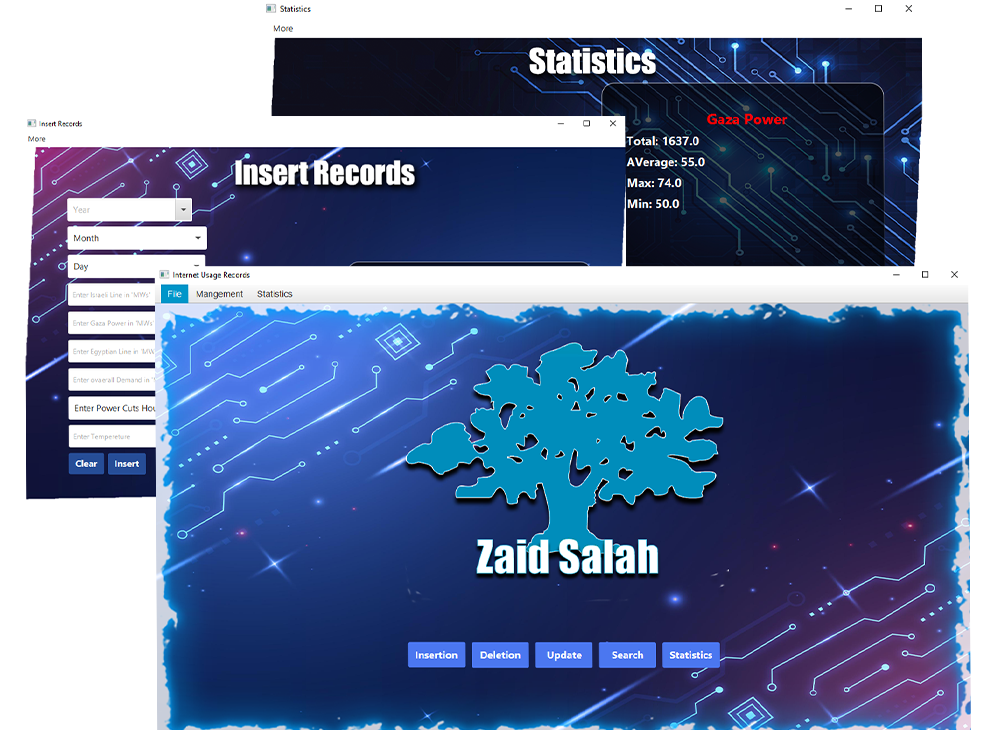 Statistics
More
Statistics
Gaza Power
Total: 1637.0
AVerage: 55.0
Max: 74.0
Min: 50.0
Insert Records
More
Insert Records
Year
Month
Day
Enter Israeli Line in 'MWs'
Enter Gaza Power in 'MWs
Enter Egyptian Line in 'MW
Enter ovaerall Demand in '
Enter Power Cuts Hou
Enter Tempereture
Clear Insert
Internet Usage Records
File Mangement Statistics
Zaid Salah
Insertion Deletion Update Search Statistics